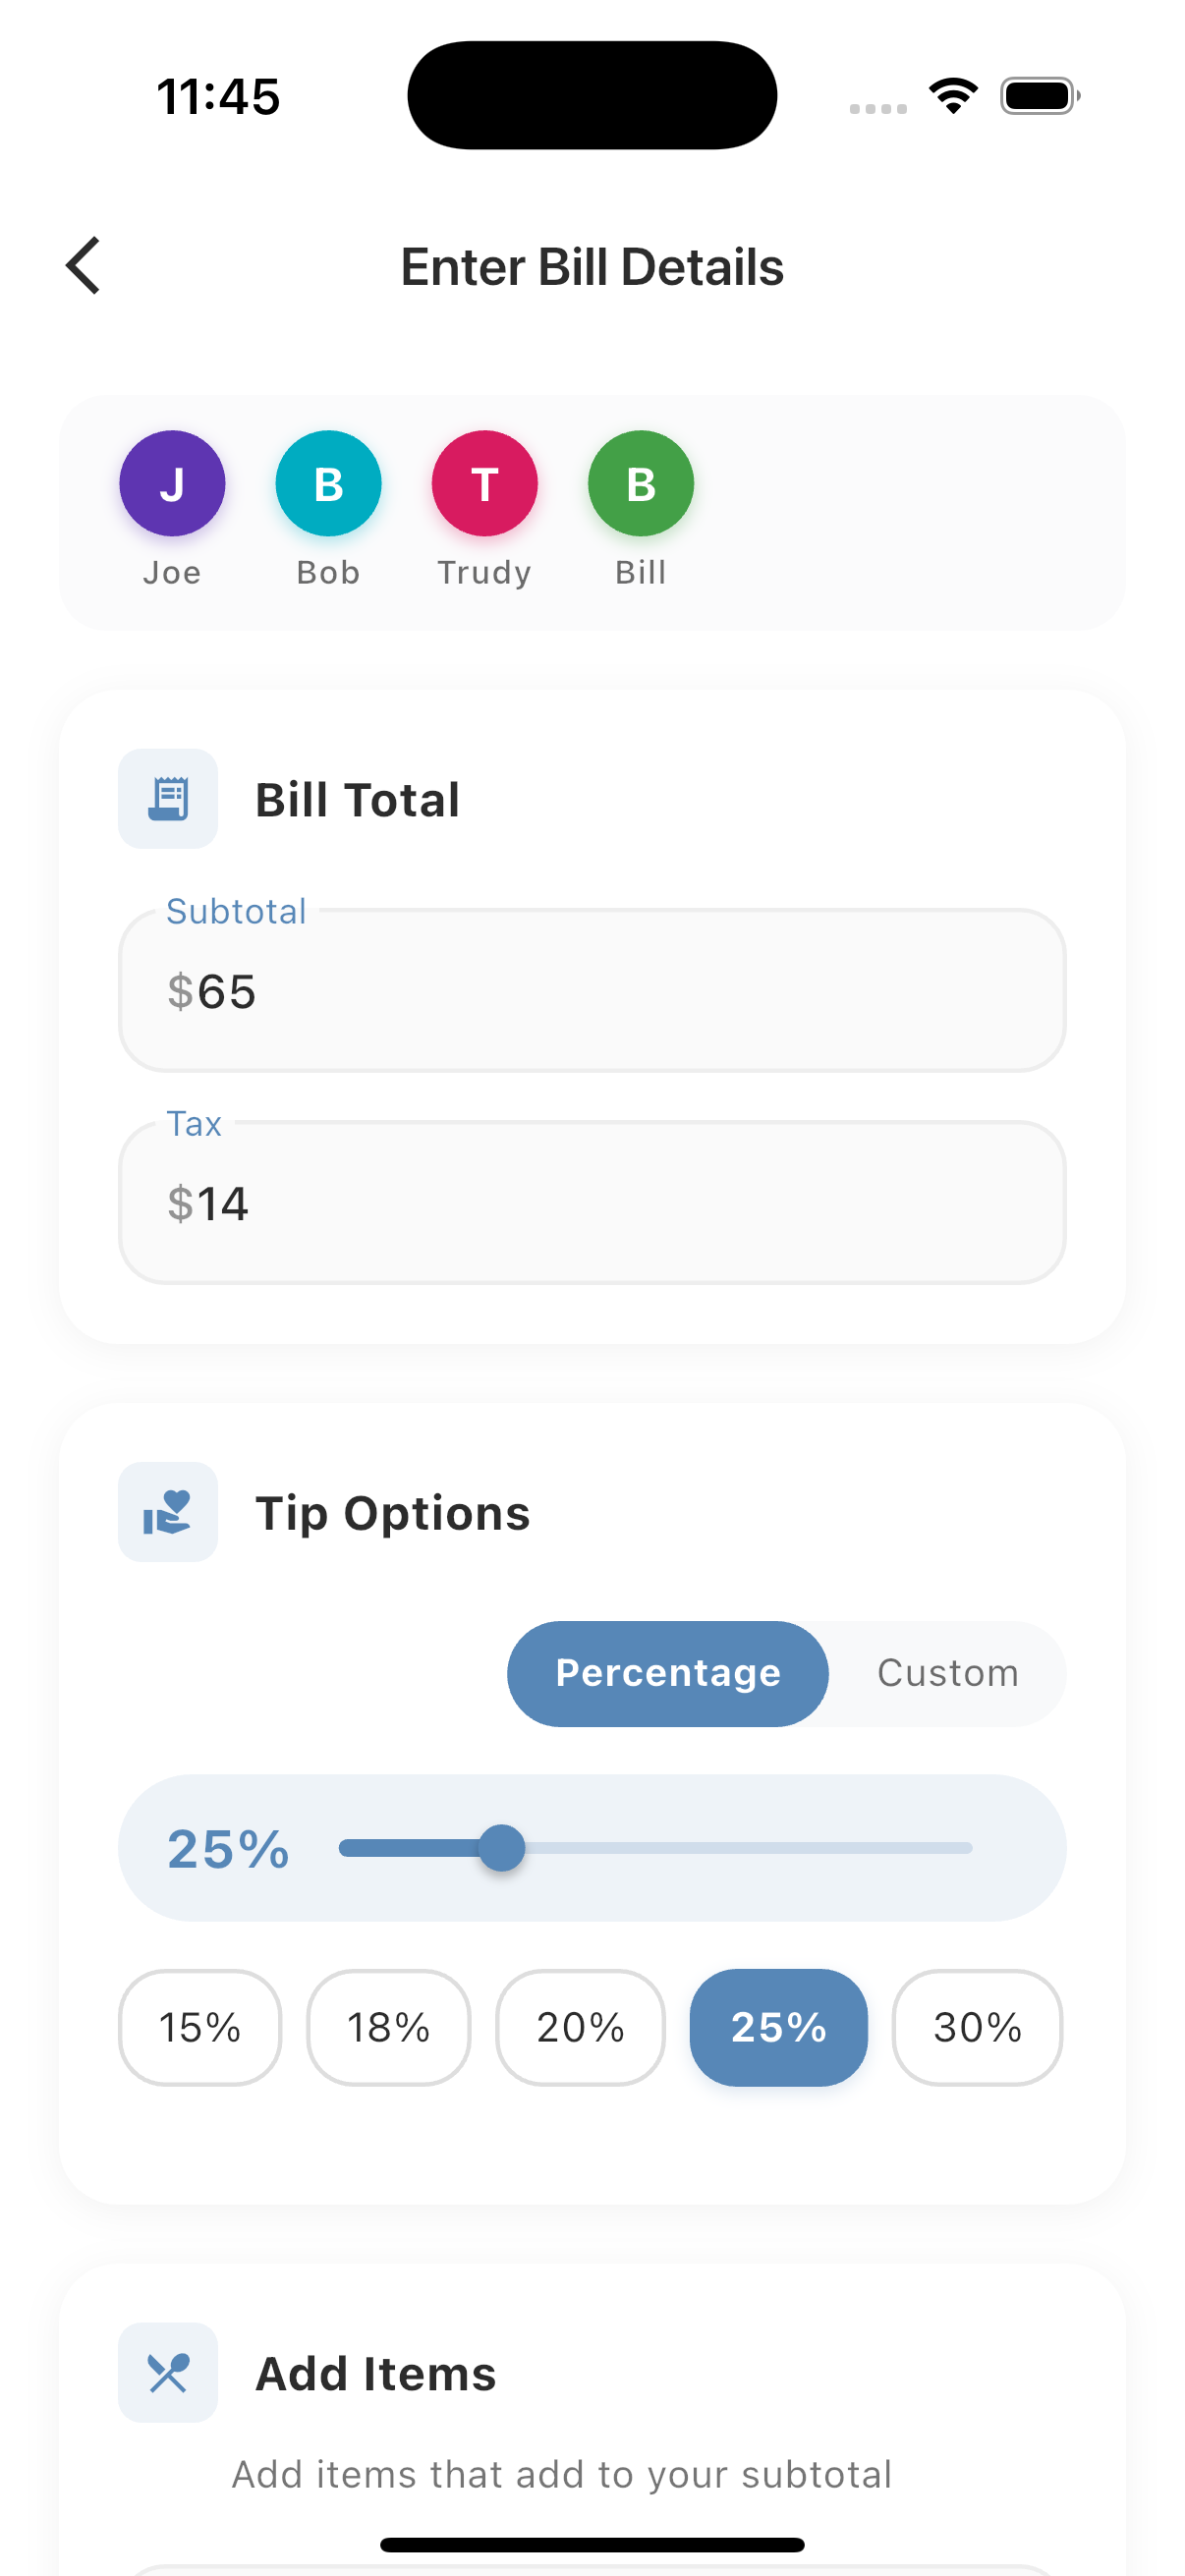 11:45
Enter Bill Details
J B T B
Joe Bob Trudy Bill
Bill Total
Subtotal
$65
Tax
$14
Tip Options
Percentage Custom
25%
15% 18% 20% 25% 30%
Add Items
Add items that add to your subtotal